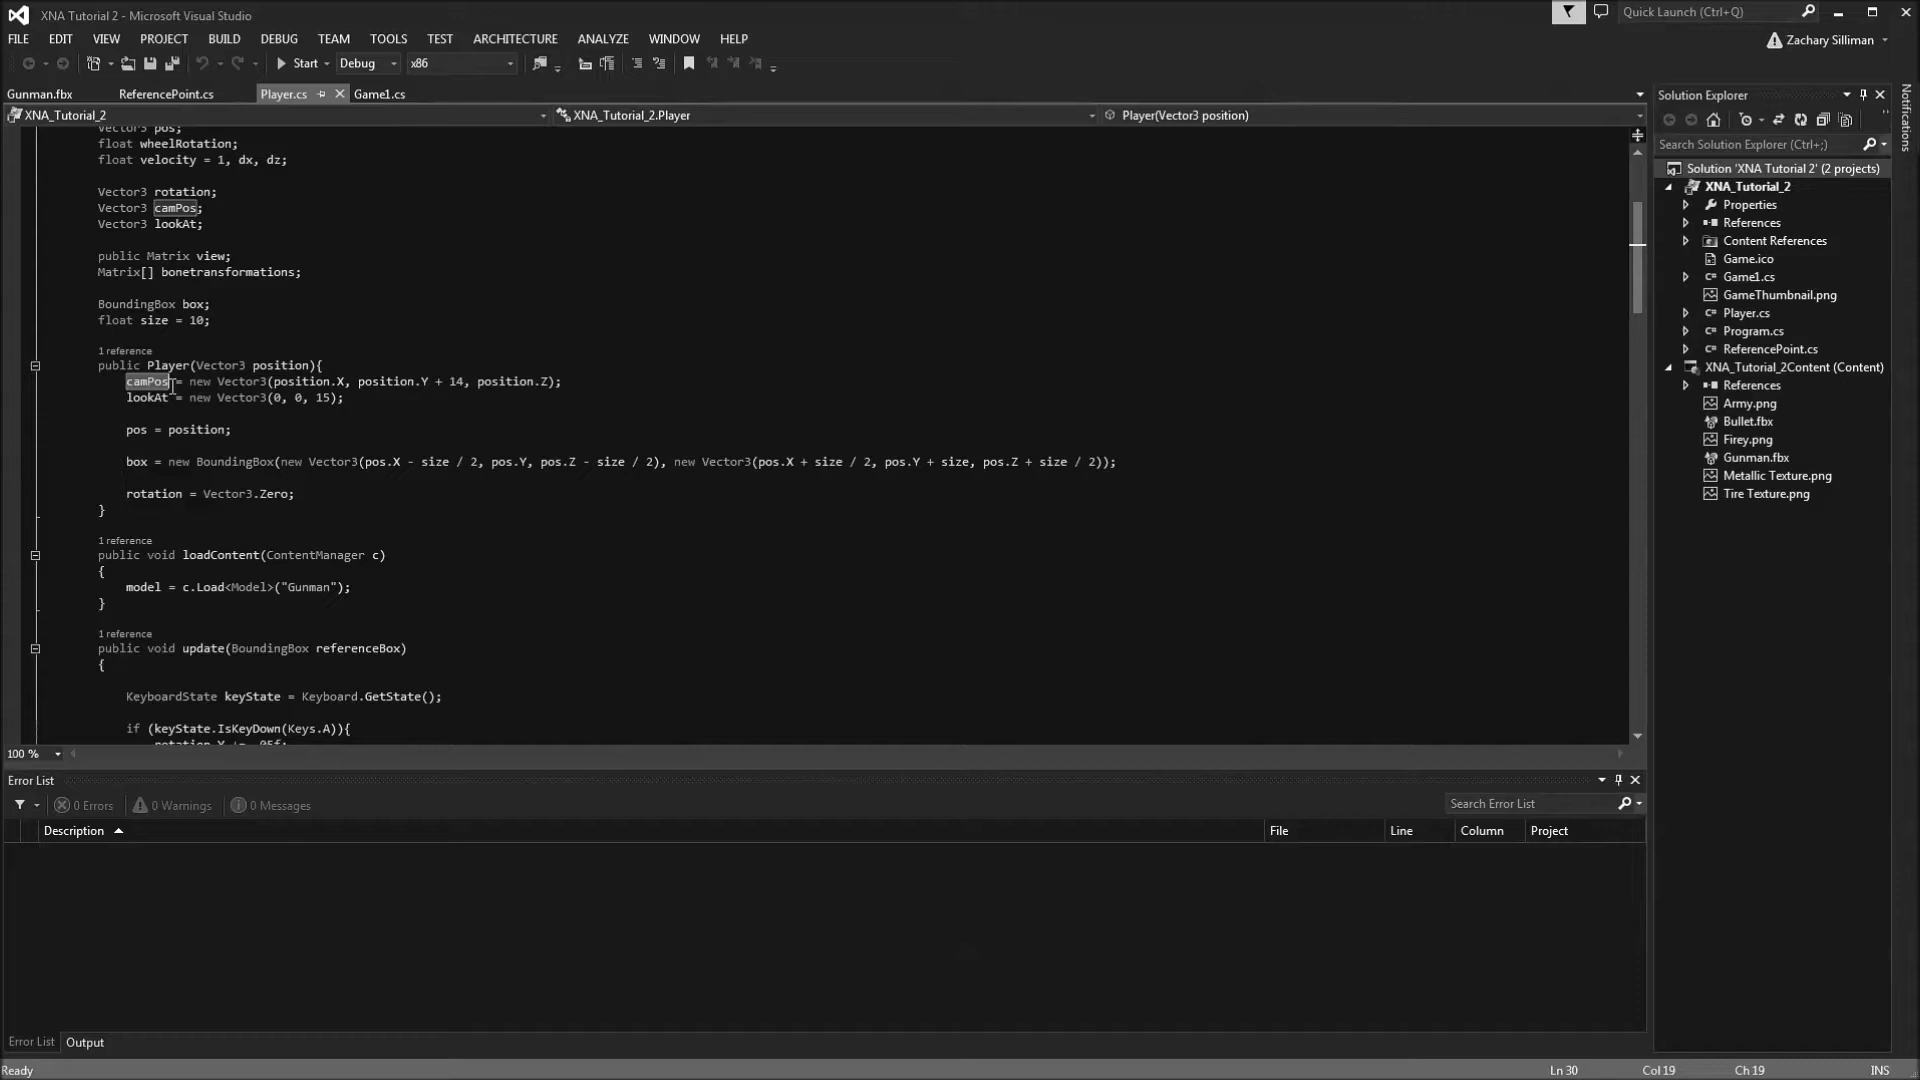 XNA Tutorial 2 - Microsoft Visual Studio
Quick Launch (Ctrl+Q)
FILE EDIT VIEW PROJECT BUILD DEBUG TEAM TOOLS TEST ARCHITECTURE ANALYZE WINDOW HELP
Zachary Silliman
Start Debug x86
Gunman.fbx ReferencePoint.cs Player.cs Game1.cs
XNA_Tutorial_2 XNA_Tutorial_2.Player Player(Vector3 position)
Vector3 pos;
float wheelRotation;
float velocity = 1, dx, dz;
Vector3 rotation;
Vector3 camPos;
Vector3 lookAt;
public Matrix view;
Matrix[] bonetransformations;
BoundingBox box;
float size = 10;
1 reference
public Player(Vector3 position){
camPos = new Vector3(position.X, position.Y + 14, position.Z);
lookAt = new Vector3(0, 0, 15);
pos = position;
box = new BoundingBox(new Vector3(pos.X - size / 2, pos.Y, pos.Z - size / 2), new Vector3(pos.X + size / 2, pos.Y + size, pos.Z + size / 2));
rotation = Vector3.Zero;
}
1 reference
public void loadContent(ContentManager c)
{
model = c.Load<Model>("Gunman");
}
1 reference
public void update(BoundingBox referenceBox)
{
KeyboardState keyState = Keyboard.GetState();
if (keyState.IsKeyDown(Keys.A)){
100 %
Error List
0 Errors 0 Warnings 0 Messages
Search Error List
Description File Line Column Project
Error List Output
Ready Ln 30 Col 19 Ch 19 INS
Solution Explorer
Search Solution Explorer (Ctrl+;)
Solution 'XNA Tutorial 2' (2 projects)
XNA_Tutorial_2
Properties
References
Content References
Game.ico
Game1.cs
GameThumbnail.png
Player.cs
Program.cs
ReferencePoint.cs
XNA_Tutorial_2Content (Content)
References
Army.png
Bullet.fbx
Firey.png
Gunman.fbx
Metallic Texture.png
Tire Texture.png
Notifications